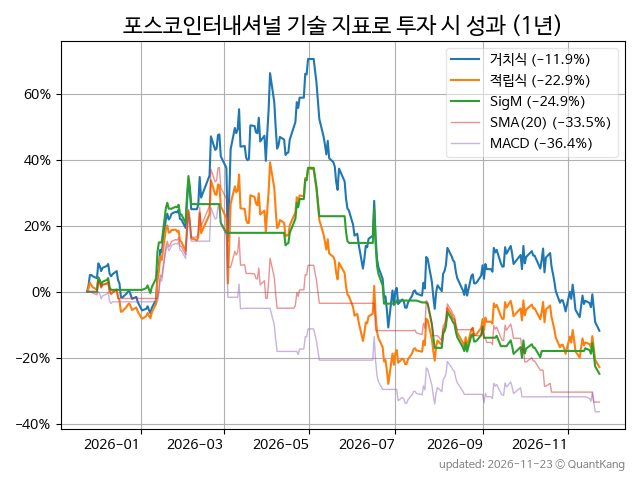 포스코인터내셔널 기술 지표로 투자 시 성과 (1년)
거치식 (-11.9%)
적립식 (-22.9%)
SigM (-24.9%)
SMA(20) (-33.5%)
MACD (-36.4%)
60%
40%
20%
0%
-20%
-40%
2026-01
2026-03
2026-05
2026-07
2026-09
2026-11
updated: 2026-11-23 © QuantKang